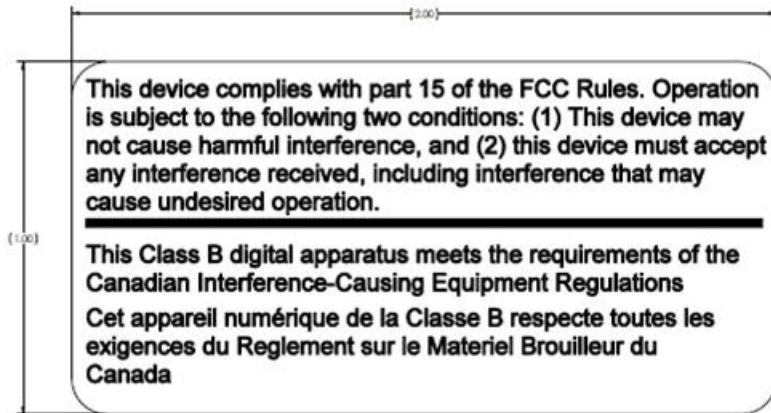 (2.00)
This device complies with part 15 of the FCC Rules. Operation
is subject to the following two conditions: (1) This device may
not cause harmful interference, and (2) this device must accept
any interference received, including interference that may
cause undesired operation.
(1.00)
This Class B digital apparatus meets the requirements of the
Canadian Interference-Causing Equipment Regulations
Cet appareil numérique de la Classe B respecte toutes les
exigences du Reglement sur le Materiel Brouilleur du
Canada